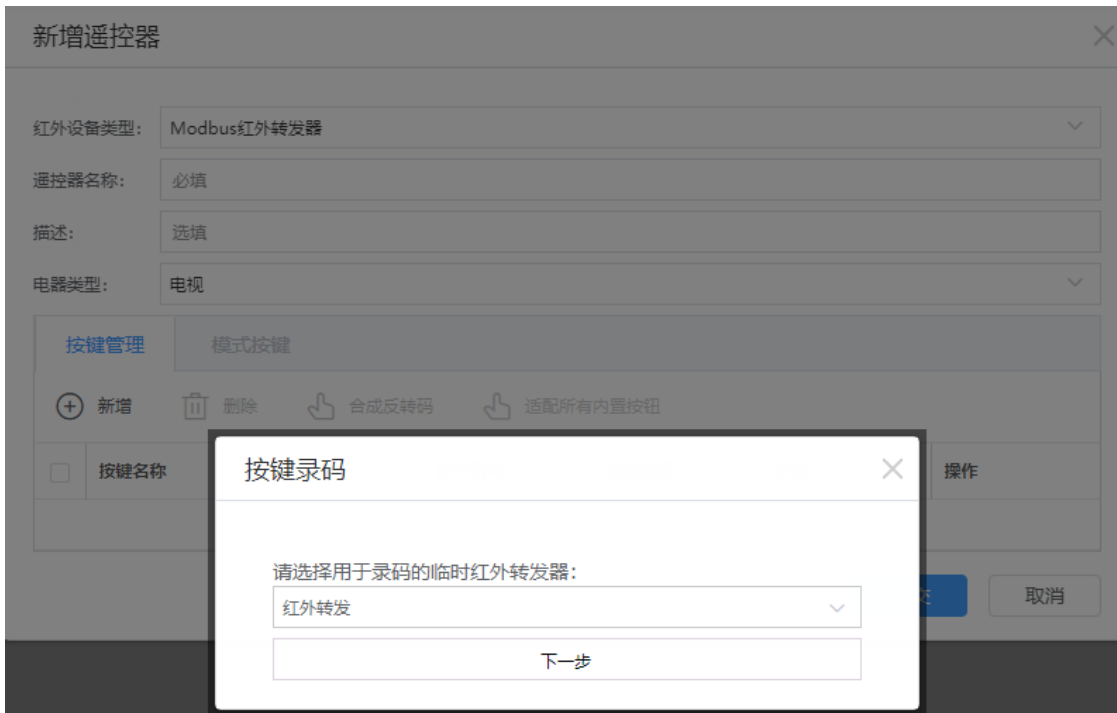 新增遥控器
红外设备类型： Modbus红外转发器
遥控器名称： 必填
描述： 选填
电器类型： 电视
按键管理 模式按键
新增 删除 合成反转码 适配所有内置按钮
按键名称 操作
按键录码
请选择用于录码的临时红外转发器：
红外转发
交 取消
下一步